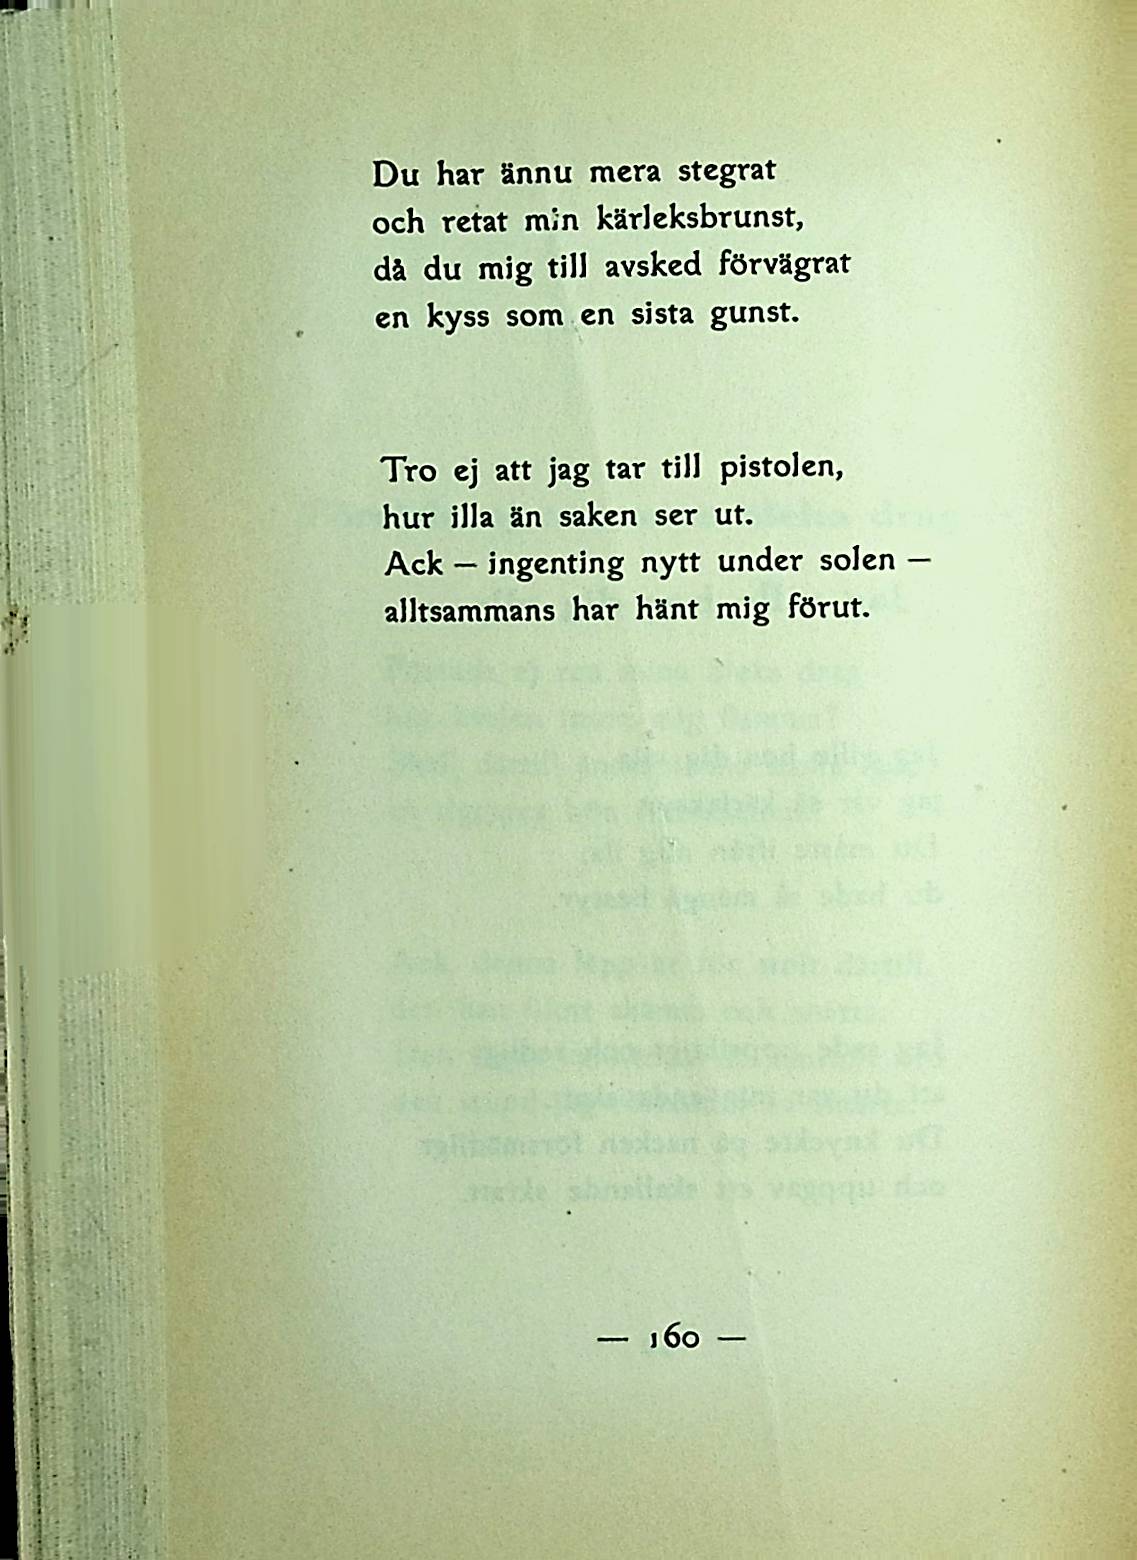 Du har ännu mera stegrat
och retat min kärleksbrunst,
då du mig till avsked förvägrat
en kyss som en sista gunst.
Tro ej att jag tar till pistolen,
hur illa än saken ser ut.
Ack — ingenting nytt under solen —
alltsammans har hänt mig förut.
— 160 —